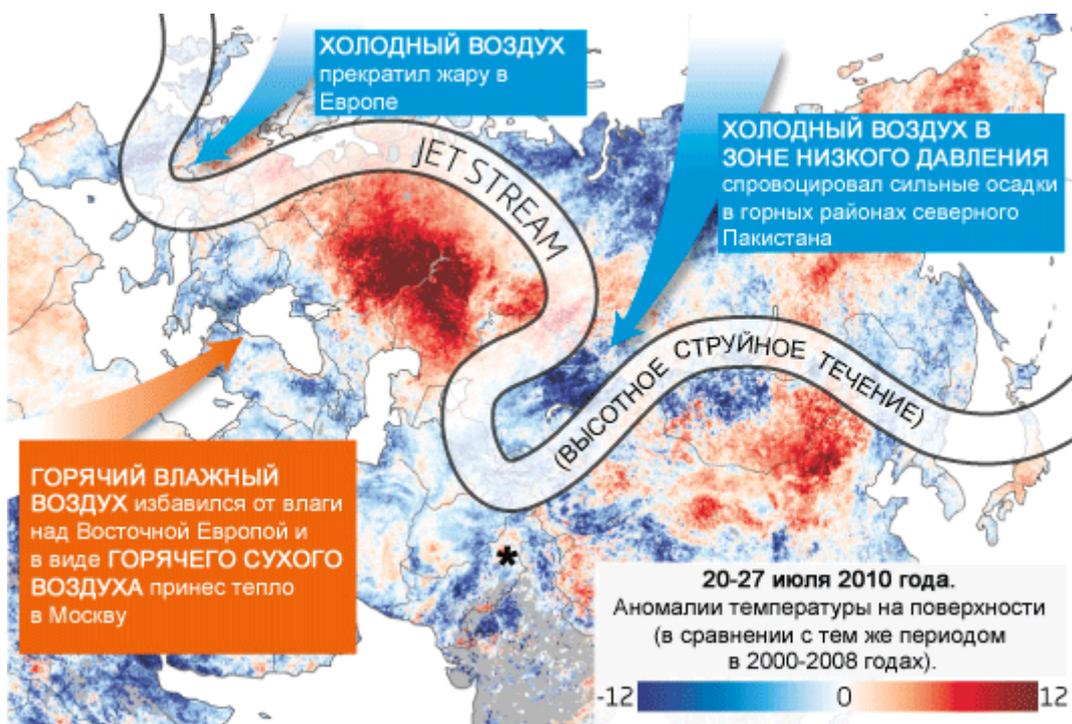 ХОЛОДНЫЙ ВОЗДУХ
прекратил жару в
Европе
ХОЛОДНЫЙ ВОЗДУХ В
ЗОНЕ НИЗКОГО ДАВЛЕНИЯ
спровоцировал сильные осадки
в горных районах северного
Пакистана
JET STREAM
(ВЫСОТНОЕ СТРУЙНОЕ ТЕЧЕНИЕ)
ГОРЯЧИЙ ВЛАЖНЫЙ
ВОЗДУХ избавился от влаги
над Восточной Европой и
в виде ГОРЯЧЕГО СУХОГО
ВОЗДУХА принес тепло
в Москву
*
20-27 июля 2010 года.
Аномалии температуры на поверхности
(в сравнении с тем же периодом
в 2000-2008 годах).
-12 0 12